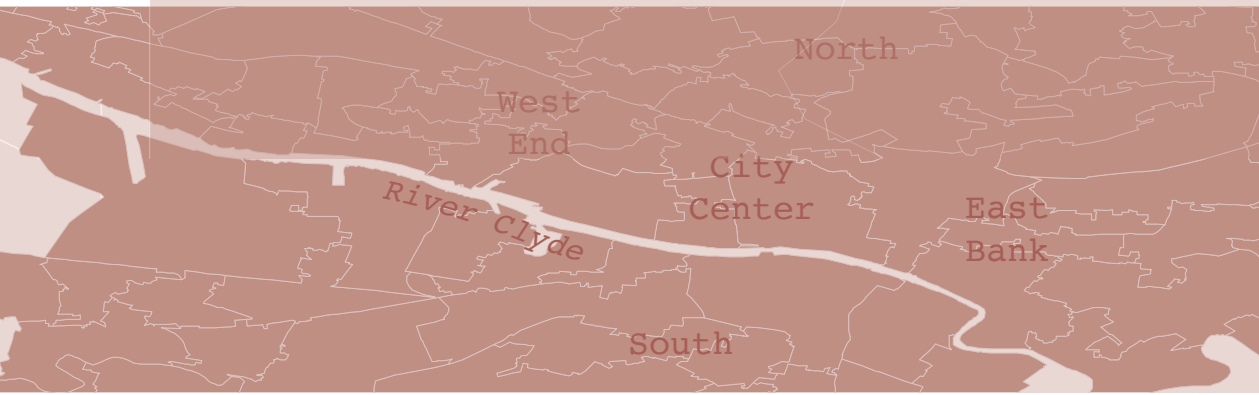 North
West
End
City
Center
River Clyde
East
Bank
South